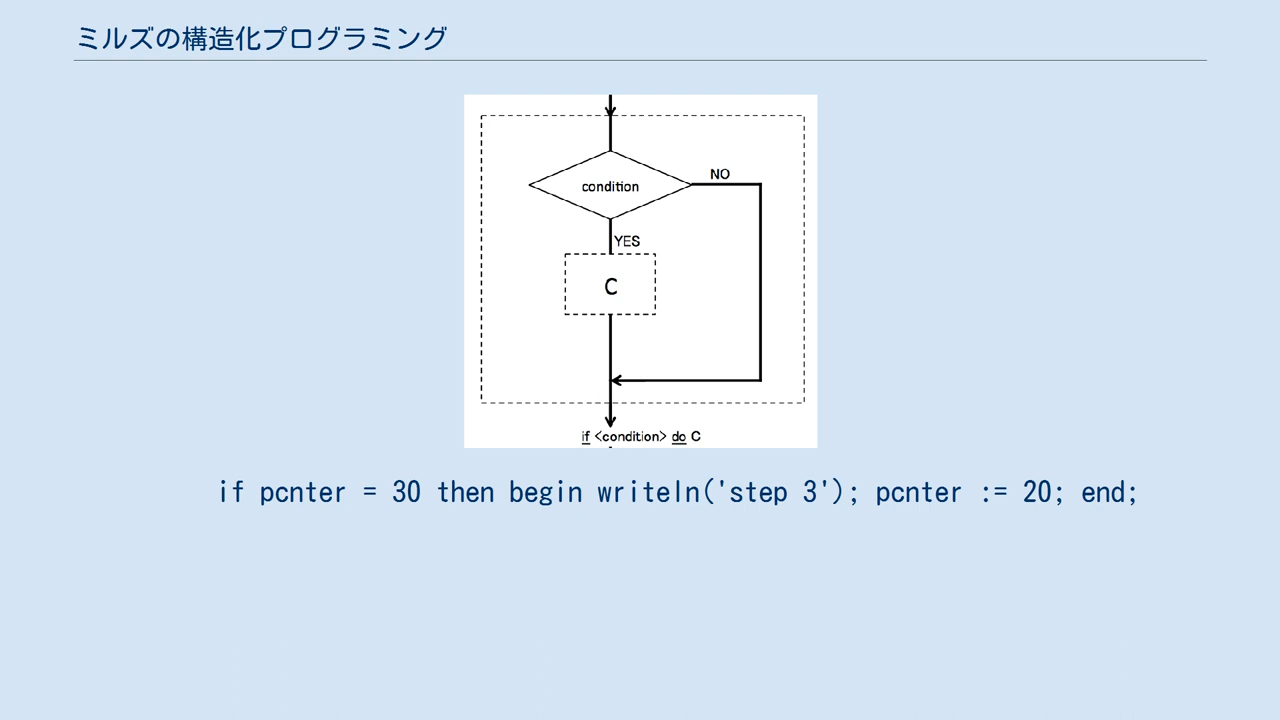 ミルズの構造化プログラミング
condition
NO
YES
C
if <condition> do C
if pcnter = 30 then begin writeln('step 3'); pcnter := 20; end;